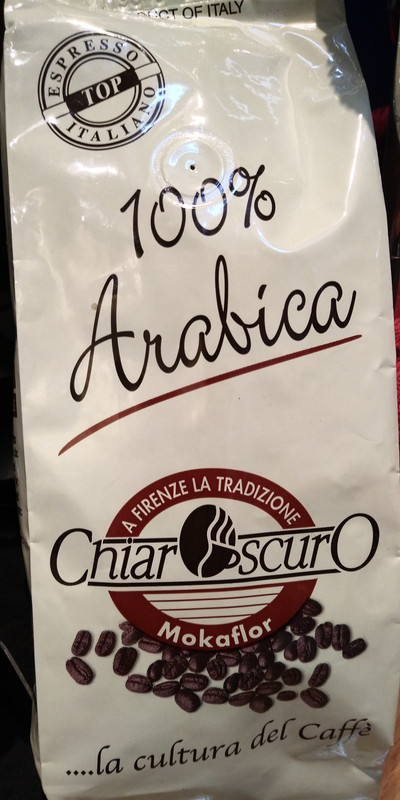 OF ITALY
ESPRESSO
TOP
ITALIANO
100%
Arabica
A FIRENZE LA TRADIZIONE
ChiarOscurO
Mokaflor
....la cultura del Caffè